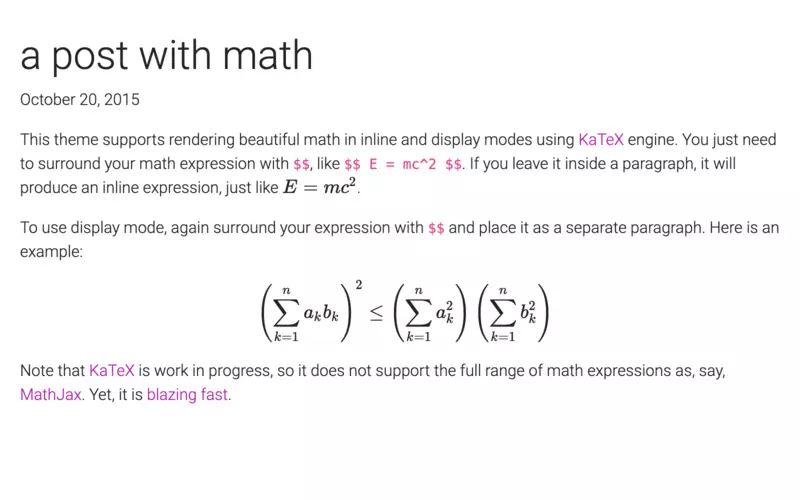 a post with math
October 20, 2015
This theme supports rendering beautiful math in inline and display modes using KaTeX engine. You just need
to surround your math expression with $$, like $$ E = mc^2 $$. If you leave it inside a paragraph, it will
produce an inline expression, just like E = mc².
To use display mode, again surround your expression with $$ and place it as a separate paragraph. Here is an
example:
\left( \sum_{k=1}^n a_k b_k \right)^2 \leq \left( \sum_{k=1}^n a_k^2 \right) \left( \sum_{k=1}^n b_k^2 \right)
Note that KaTeX is work in progress, so it does not support the full range of math expressions as, say,
MathJax. Yet, it is blazing fast.